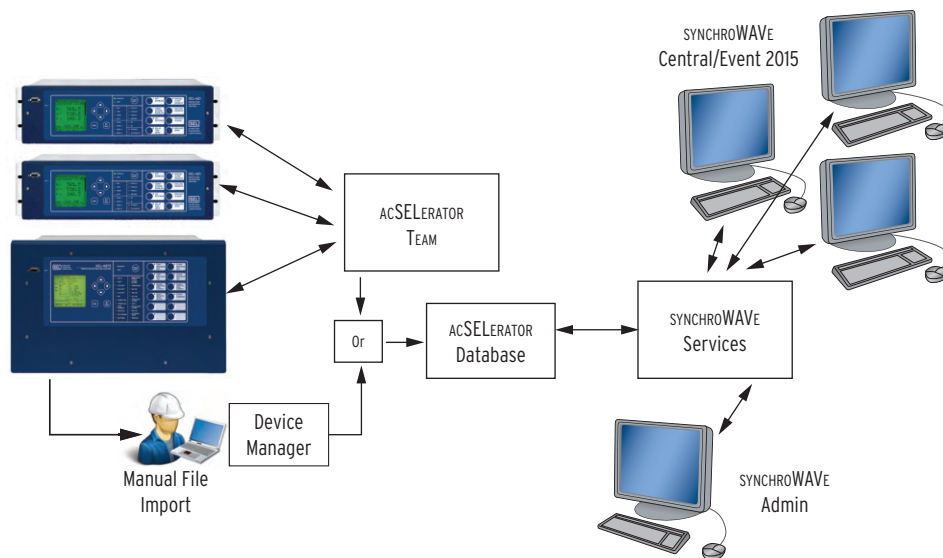 SYNCHROWAVE
Central/Event 2015
ACSELERATOR
TEAM
Or
ACSELERATOR
Database
SYNCHROWAVE
Services
Device
Manager
Manual File
Import
SYNCHROWAVE
Admin